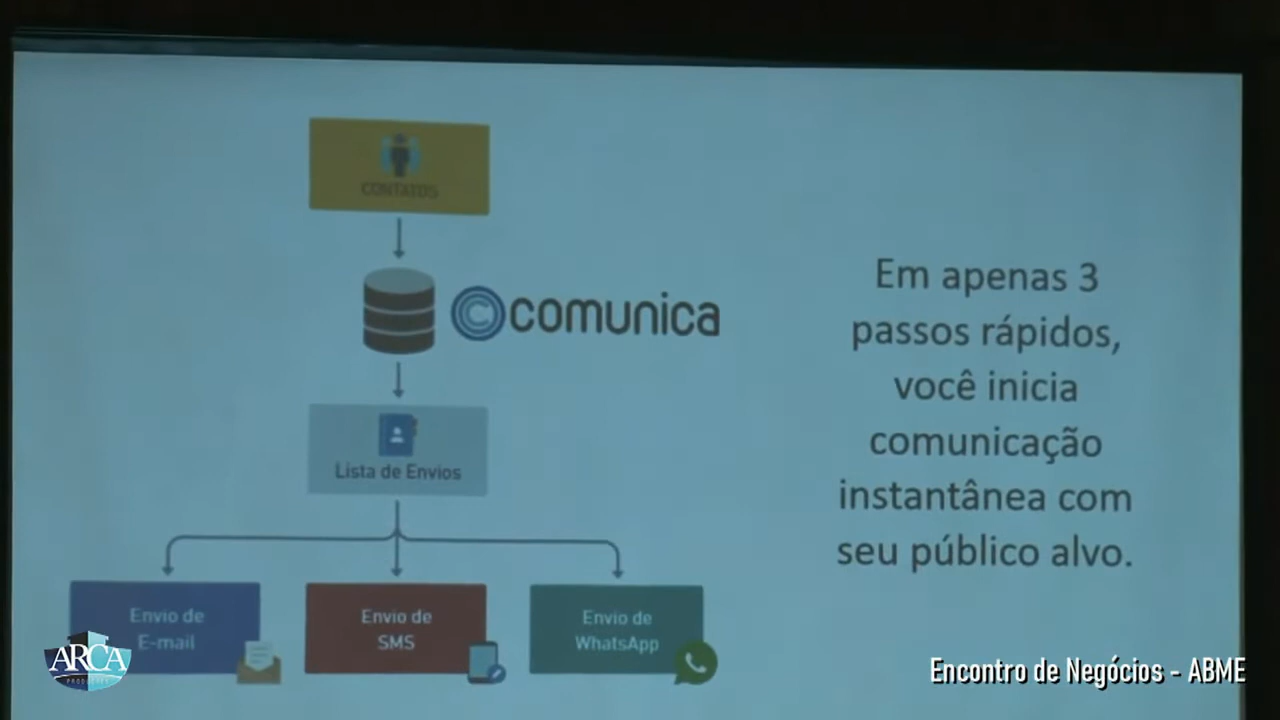 CONTATOS
comunica
Lista de Envios
Envio de
E-mail
Envio de
SMS
Envio de
WhatsApp
Em apenas 3
passos rápidos,
você inicia
comunicação
instantânea com
seu público alvo.
ARCA
Encontro de Negócios - ABME